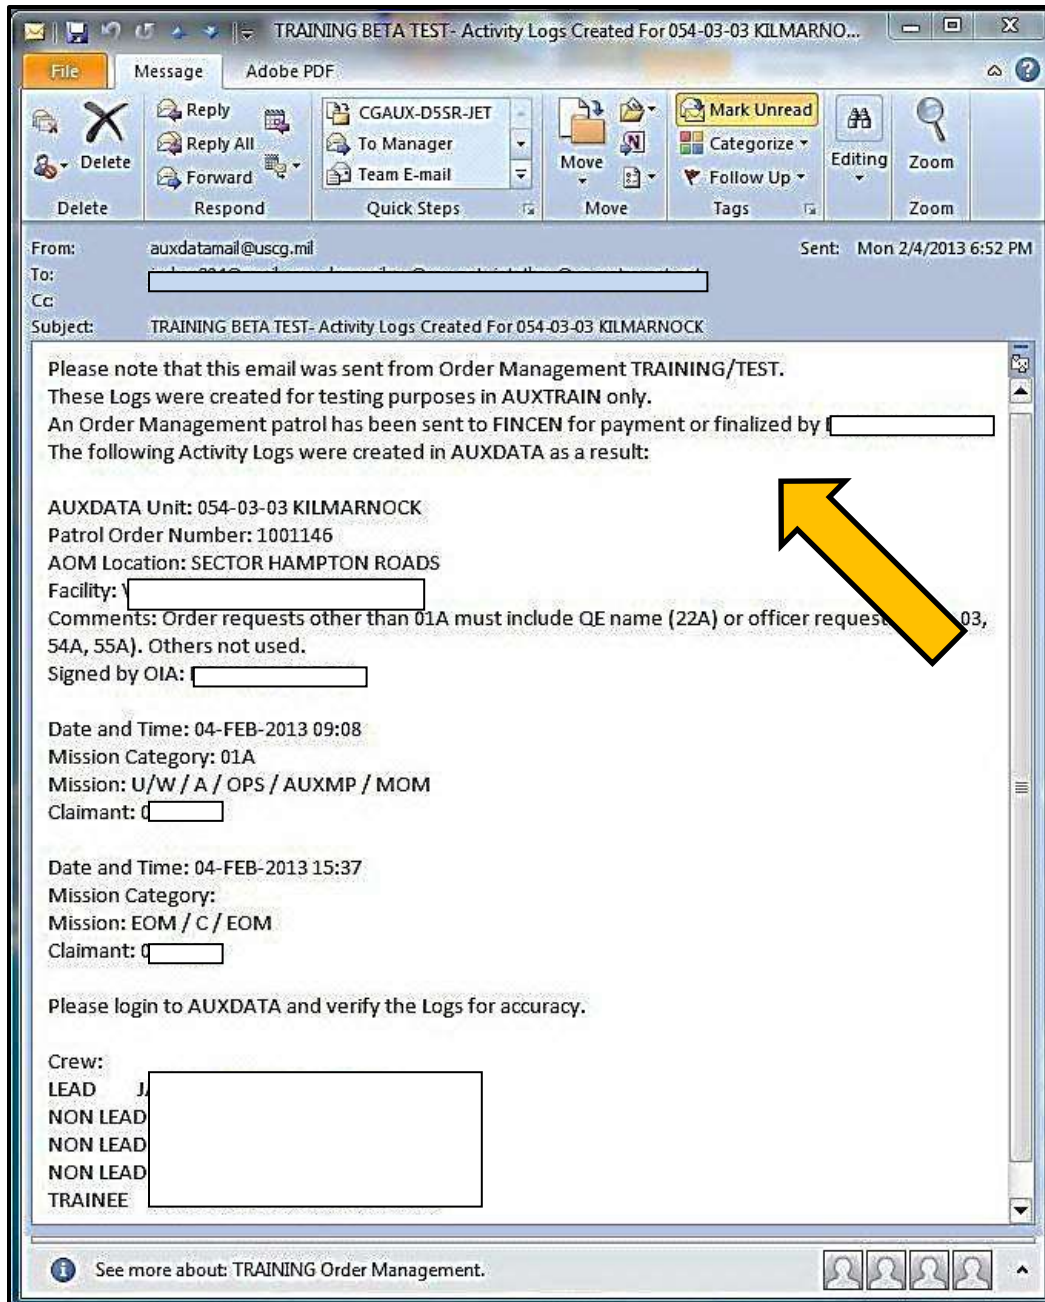 TRAINING BETA TEST- Activity Logs Created For 054-03-03 KILMARNO...
File Message Adobe PDF
Delete
Reply
Reply All
Forward
CGAUX-D5SR-JET
To Manager
Team E-mail
Move
Mark Unread
Categorize
Follow Up
Editing
Zoom
Delete Respond Quick Steps Move Tags Zoom
From: auxdatamail@uscg.mil Sent: Mon 2/4/2013 6:52 PM
To:
Cc:
Subject: TRAINING BETA TEST- Activity Logs Created For 054-03-03 KILMARNOCK
Please note that this email was sent from Order Management TRAINING/TEST.
These Logs were created for testing purposes in AUXTRAIN only.
An Order Management patrol has been sent to FINCEN for payment or finalized by
The following Activity Logs were created in AUXDATA as a result:
AUXDATA Unit: 054-03-03 KILMARNOCK
Patrol Order Number: 1001146
AOM Location: SECTOR HAMPTON ROADS
Facility:
Comments: Order requests other than 01A must include QE name (22A) or officer request 03,
54A, 55A). Others not used.
Signed by OIA:
Date and Time: 04-FEB-2013 09:08
Mission Category: 01A
Mission: U/W / A / OPS / AUXMP / MOM
Claimant: 0
Date and Time: 04-FEB-2013 15:37
Mission Category:
Mission: EOM / C / EOM
Claimant: 0
Please login to AUXDATA and verify the Logs for accuracy.
Crew:
LEAD
NON LEAD
NON LEAD
NON LEAD
TRAINEE
See more about: TRAINING Order Management.